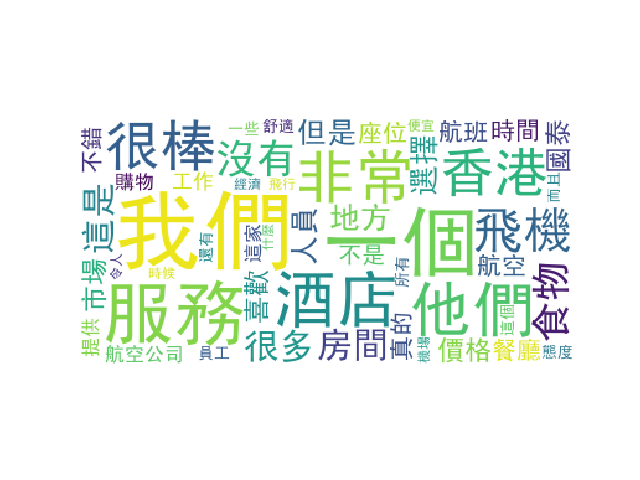 一些
舒適
但是
座位
便宜
航班
時間
國泰
不錯
很棒
沒有
非常
選擇
香港
購物
工作
經濟
飛行
而且
這是
我們
還有
這家
人員
地方
一個
飛機
什麼
不是
航空
市場
令人
時候
喜歡
酒店
所有
他們
這個
食物
提供
服務
航空公司
員工
很多
房間
真的
機場
價格
餐廳
態度